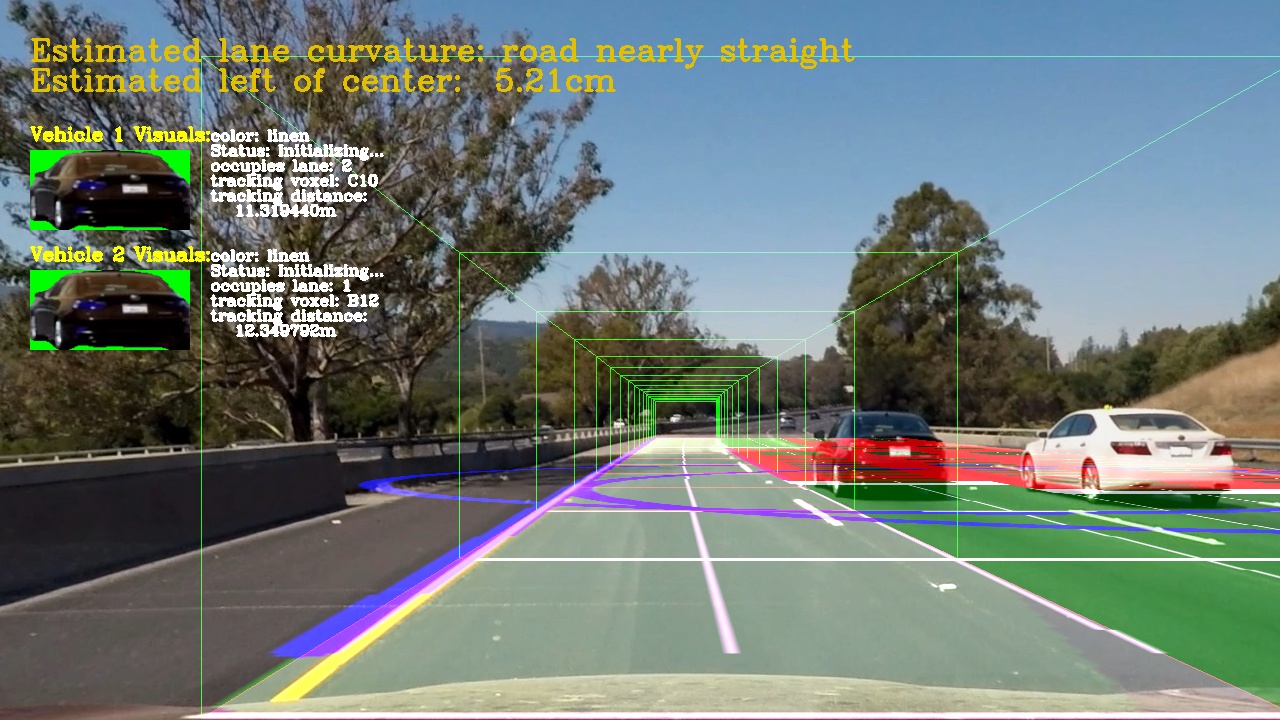 Estimated lane curvature: road nearly straight
Estimated left of center: 5.21cm
Vehicle 1 Visuals:
color: linen
Status: Initializing...
occupies lane: 2
tracking voxel: C10
tracking distance:
11.319440m
Vehicle 2 Visuals:
color: linen
Status: Initializing...
occupies lane: 1
tracking voxel: B12
tracking distance:
12.349792m